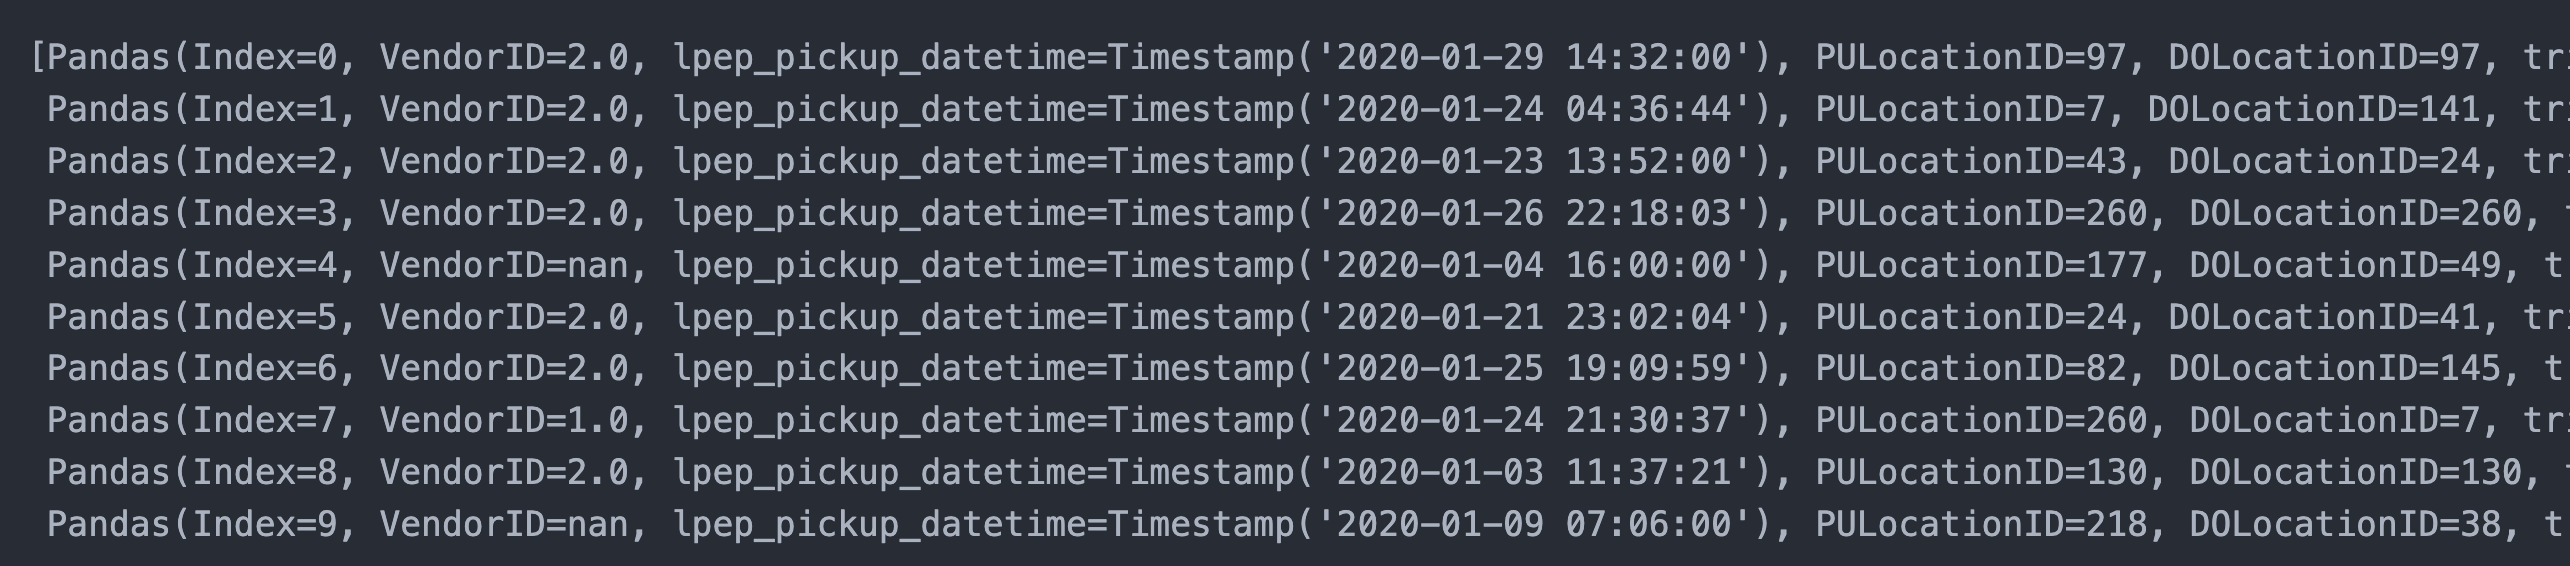 [Pandas(Index=0, VendorID=2.0, lpep_pickup_datetime=Timestamp('2020-01-29 14:32:00'), PULocationID=97, DOLocationID=97, tri
Pandas(Index=1, VendorID=2.0, lpep_pickup_datetime=Timestamp('2020-01-24 04:36:44'), PULocationID=7, DOLocationID=141, tri
Pandas(Index=2, VendorID=2.0, lpep_pickup_datetime=Timestamp('2020-01-23 13:52:00'), PULocationID=43, DOLocationID=24, tri
Pandas(Index=3, VendorID=2.0, lpep_pickup_datetime=Timestamp('2020-01-26 22:18:03'), PULocationID=260, DOLocationID=260, t
Pandas(Index=4, VendorID=nan, lpep_pickup_datetime=Timestamp('2020-01-04 16:00:00'), PULocationID=177, DOLocationID=49, t
Pandas(Index=5, VendorID=2.0, lpep_pickup_datetime=Timestamp('2020-01-21 23:02:04'), PULocationID=24, DOLocationID=41, tri
Pandas(Index=6, VendorID=2.0, lpep_pickup_datetime=Timestamp('2020-01-25 19:09:59'), PULocationID=82, DOLocationID=145, t
Pandas(Index=7, VendorID=1.0, lpep_pickup_datetime=Timestamp('2020-01-24 21:30:37'), PULocationID=260, DOLocationID=7, tri
Pandas(Index=8, VendorID=2.0, lpep_pickup_datetime=Timestamp('2020-01-03 11:37:21'), PULocationID=130, DOLocationID=130, t
Pandas(Index=9, VendorID=nan, lpep_pickup_datetime=Timestamp('2020-01-09 07:06:00'), PULocationID=218, DOLocationID=38, t